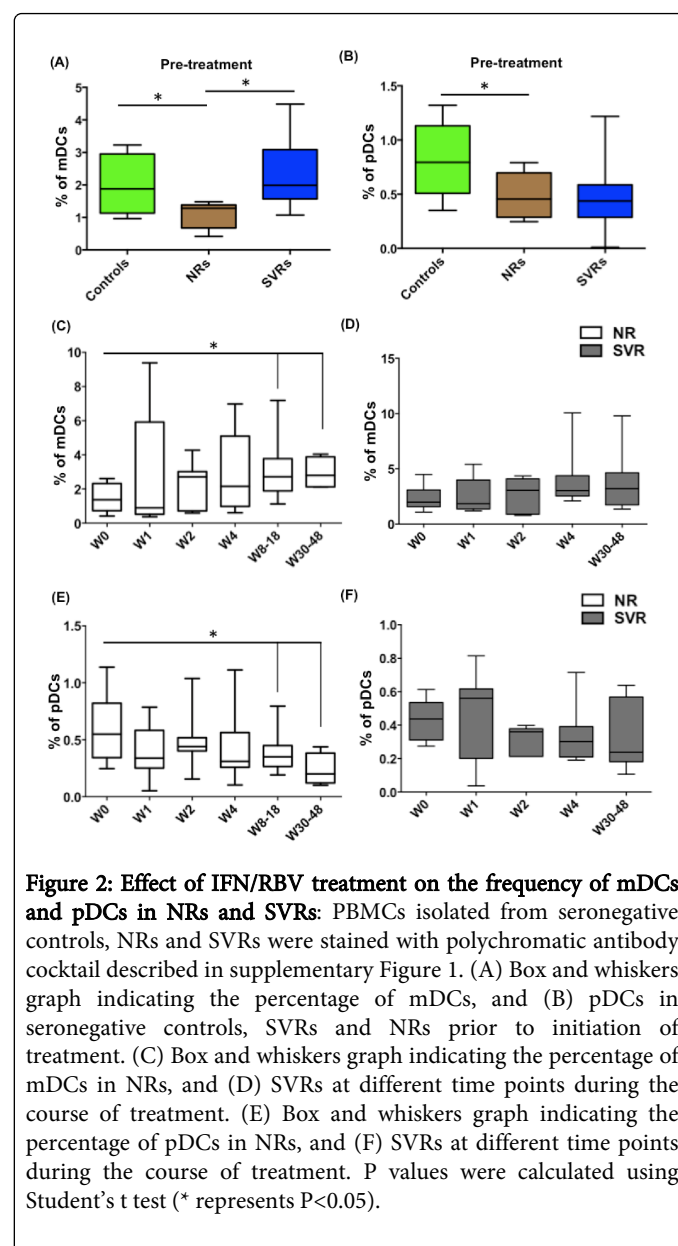 (A)
Pre-treatment
*
*
5
4
3
2
1
0
% of mDCs
Controls
NRs
SVRs
(B)
Pre-treatment
*
1.5
1.0
0.5
0.0
% of pDCs
Controls
NRs
SVRs
(C)
*
10
8
6
4
2
0
% of mDCs
W0
W1
W2
W4
W8-18
W30-48
(D)
NR
SVR
15
10
5
0
% of mDCs
W0
W1
W2
W4
W30-48
(E)
*
1.5
1.0
0.5
0.0
% of pDCs
W0
W1
W2
W4
W8-18
W30-48
(F)
NR
SVR
1.0
0.8
0.6
0.4
0.2
0.0
% of pDCs
W0
W1
W2
W4
W30-48
Figure 2: Effect of IFN/RBV treatment on the frequency of mDCs
and pDCs in NRs and SVRs: PBMCs isolated from seronegative
controls, NRs and SVRs were stained with polychromatic antibody
cocktail described in supplementary Figure 1. (A) Box and whiskers
graph indicating the percentage of mDCs, and (B) pDCs in
seronegative controls, SVRs and NRs prior to initiation of
treatment. (C) Box and whiskers graph indicating the percentage of
mDCs in NRs, and (D) SVRs at different time points during the
course of treatment. (E) Box and whiskers graph indicating the
percentage of pDCs in NRs, and (F) SVRs at different time points
during the course of treatment. P values were calculated using
Student’s t test (* represents P<0.05).